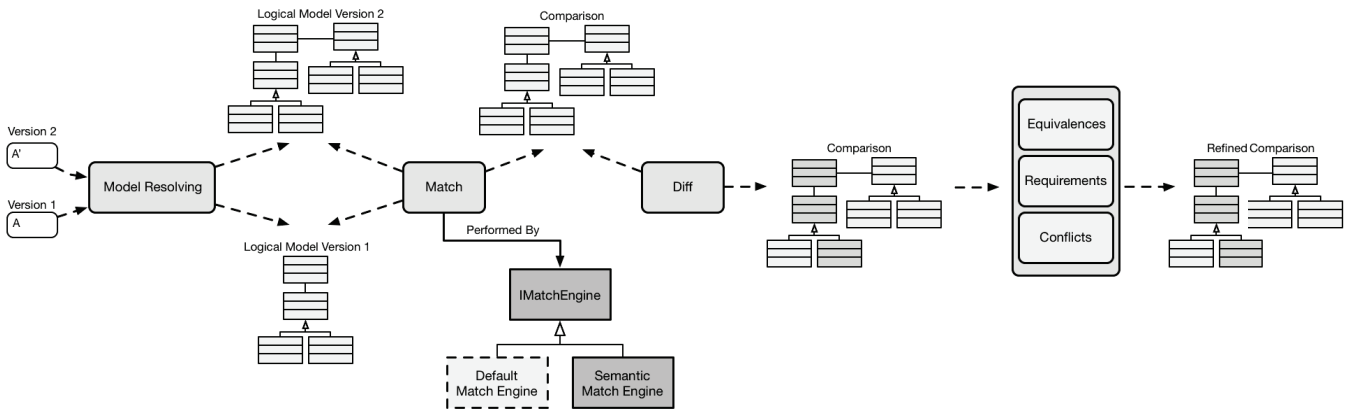 Logical Model Version 2
Comparison
Version 2
A'
Model Resolving
Match
Diff
Version 1
A
Logical Model Version 1
Performed By
IMatchEngine
Default
Match Engine
Semantic
Match Engine
Comparison
Equivalences
Requirements
Conflicts
Refined Comparison